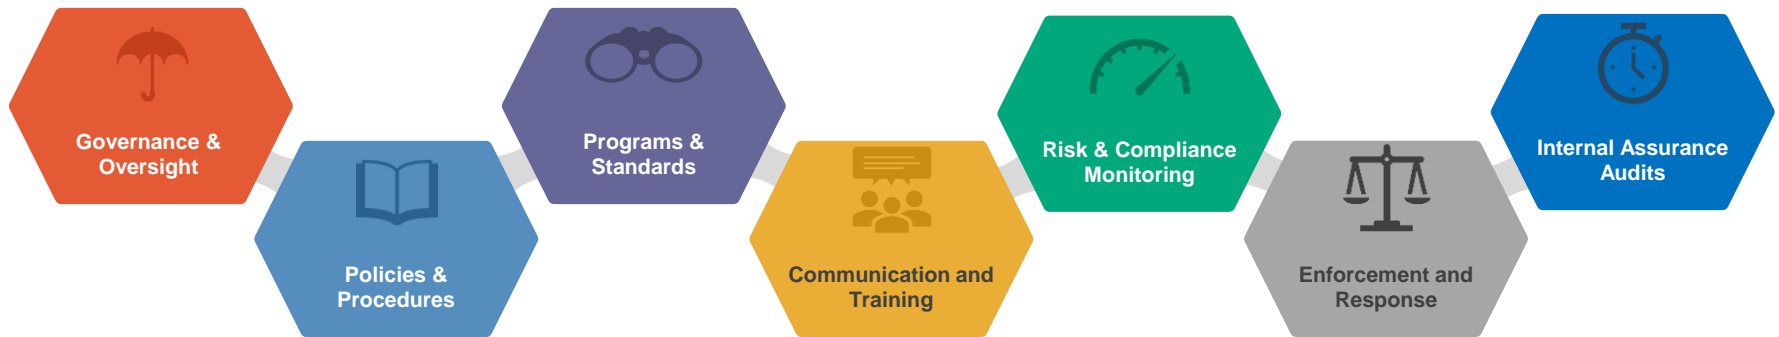 Governance &
Oversight
Policies &
Procedures
Programs &
Standards
Communication and
Training
Risk & Compliance
Monitoring
Enforcement and
Response
Internal Assurance
Audits